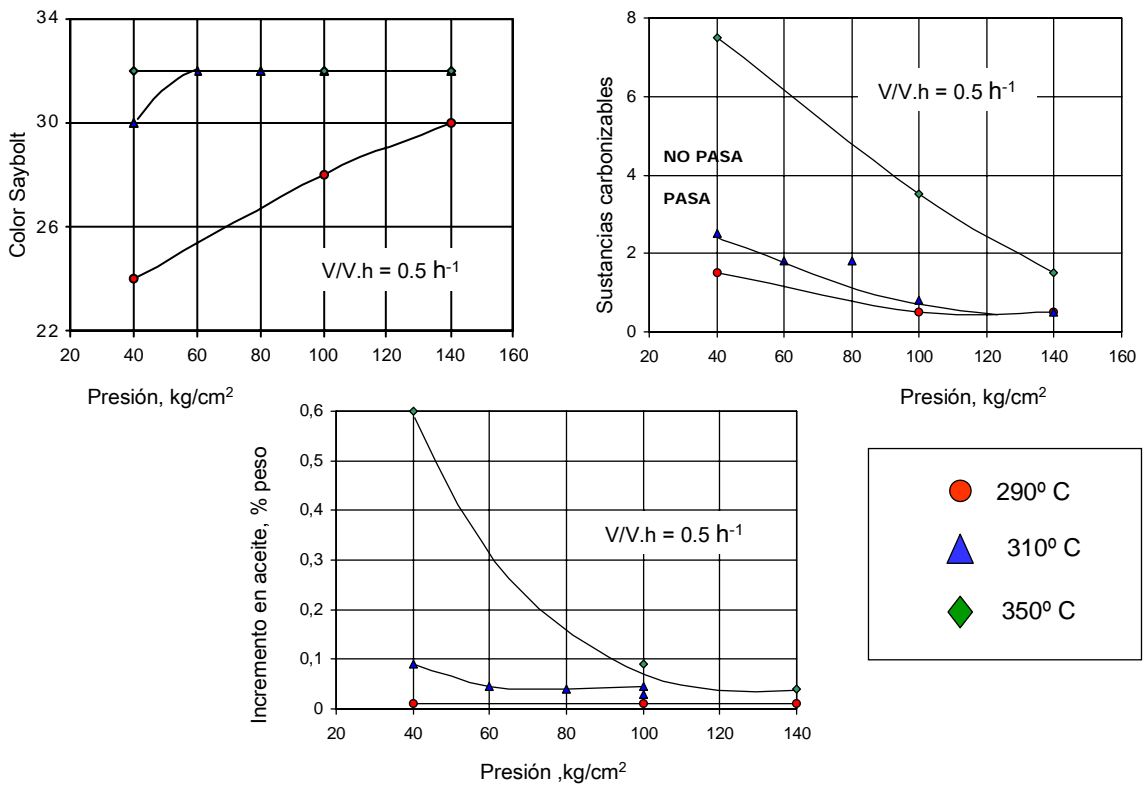 34
30
26
22
20 40 60 80 100 120 140 160
Color Saybolt
V/V.h = 0.5 h-1
Presión, kg/cm2
8
6
4
2
0
20 40 60 80 100 120 140 160
Sustancias carbonizables
V/V.h = 0.5 h-1
NO PASA
PASA
Presión, kg/cm2
0,6
0,5
0,4
0,3
0,2
0,1
0
20 40 60 80 100 120 140
Incremento en aceite, % peso
V/V.h = 0.5 h-1
Presión ,kg/cm2
290º C
310º C
350º C